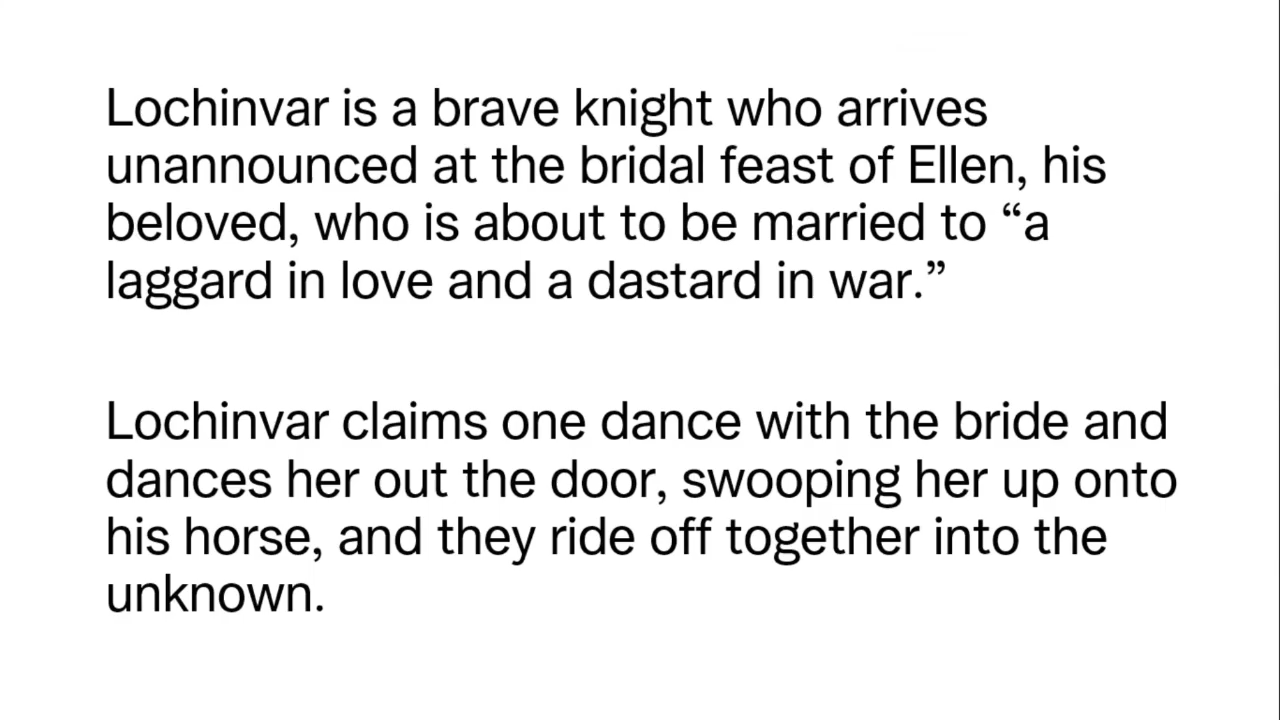 Lochinvar is a brave knight who arrives
unannounced at the bridal feast of Ellen, his
beloved, who is about to be married to “a
laggard in love and a dastard in war.”
Lochinvar claims one dance with the bride and
dances her out the door, swooping her up onto
his horse, and they ride off together into the
unknown.